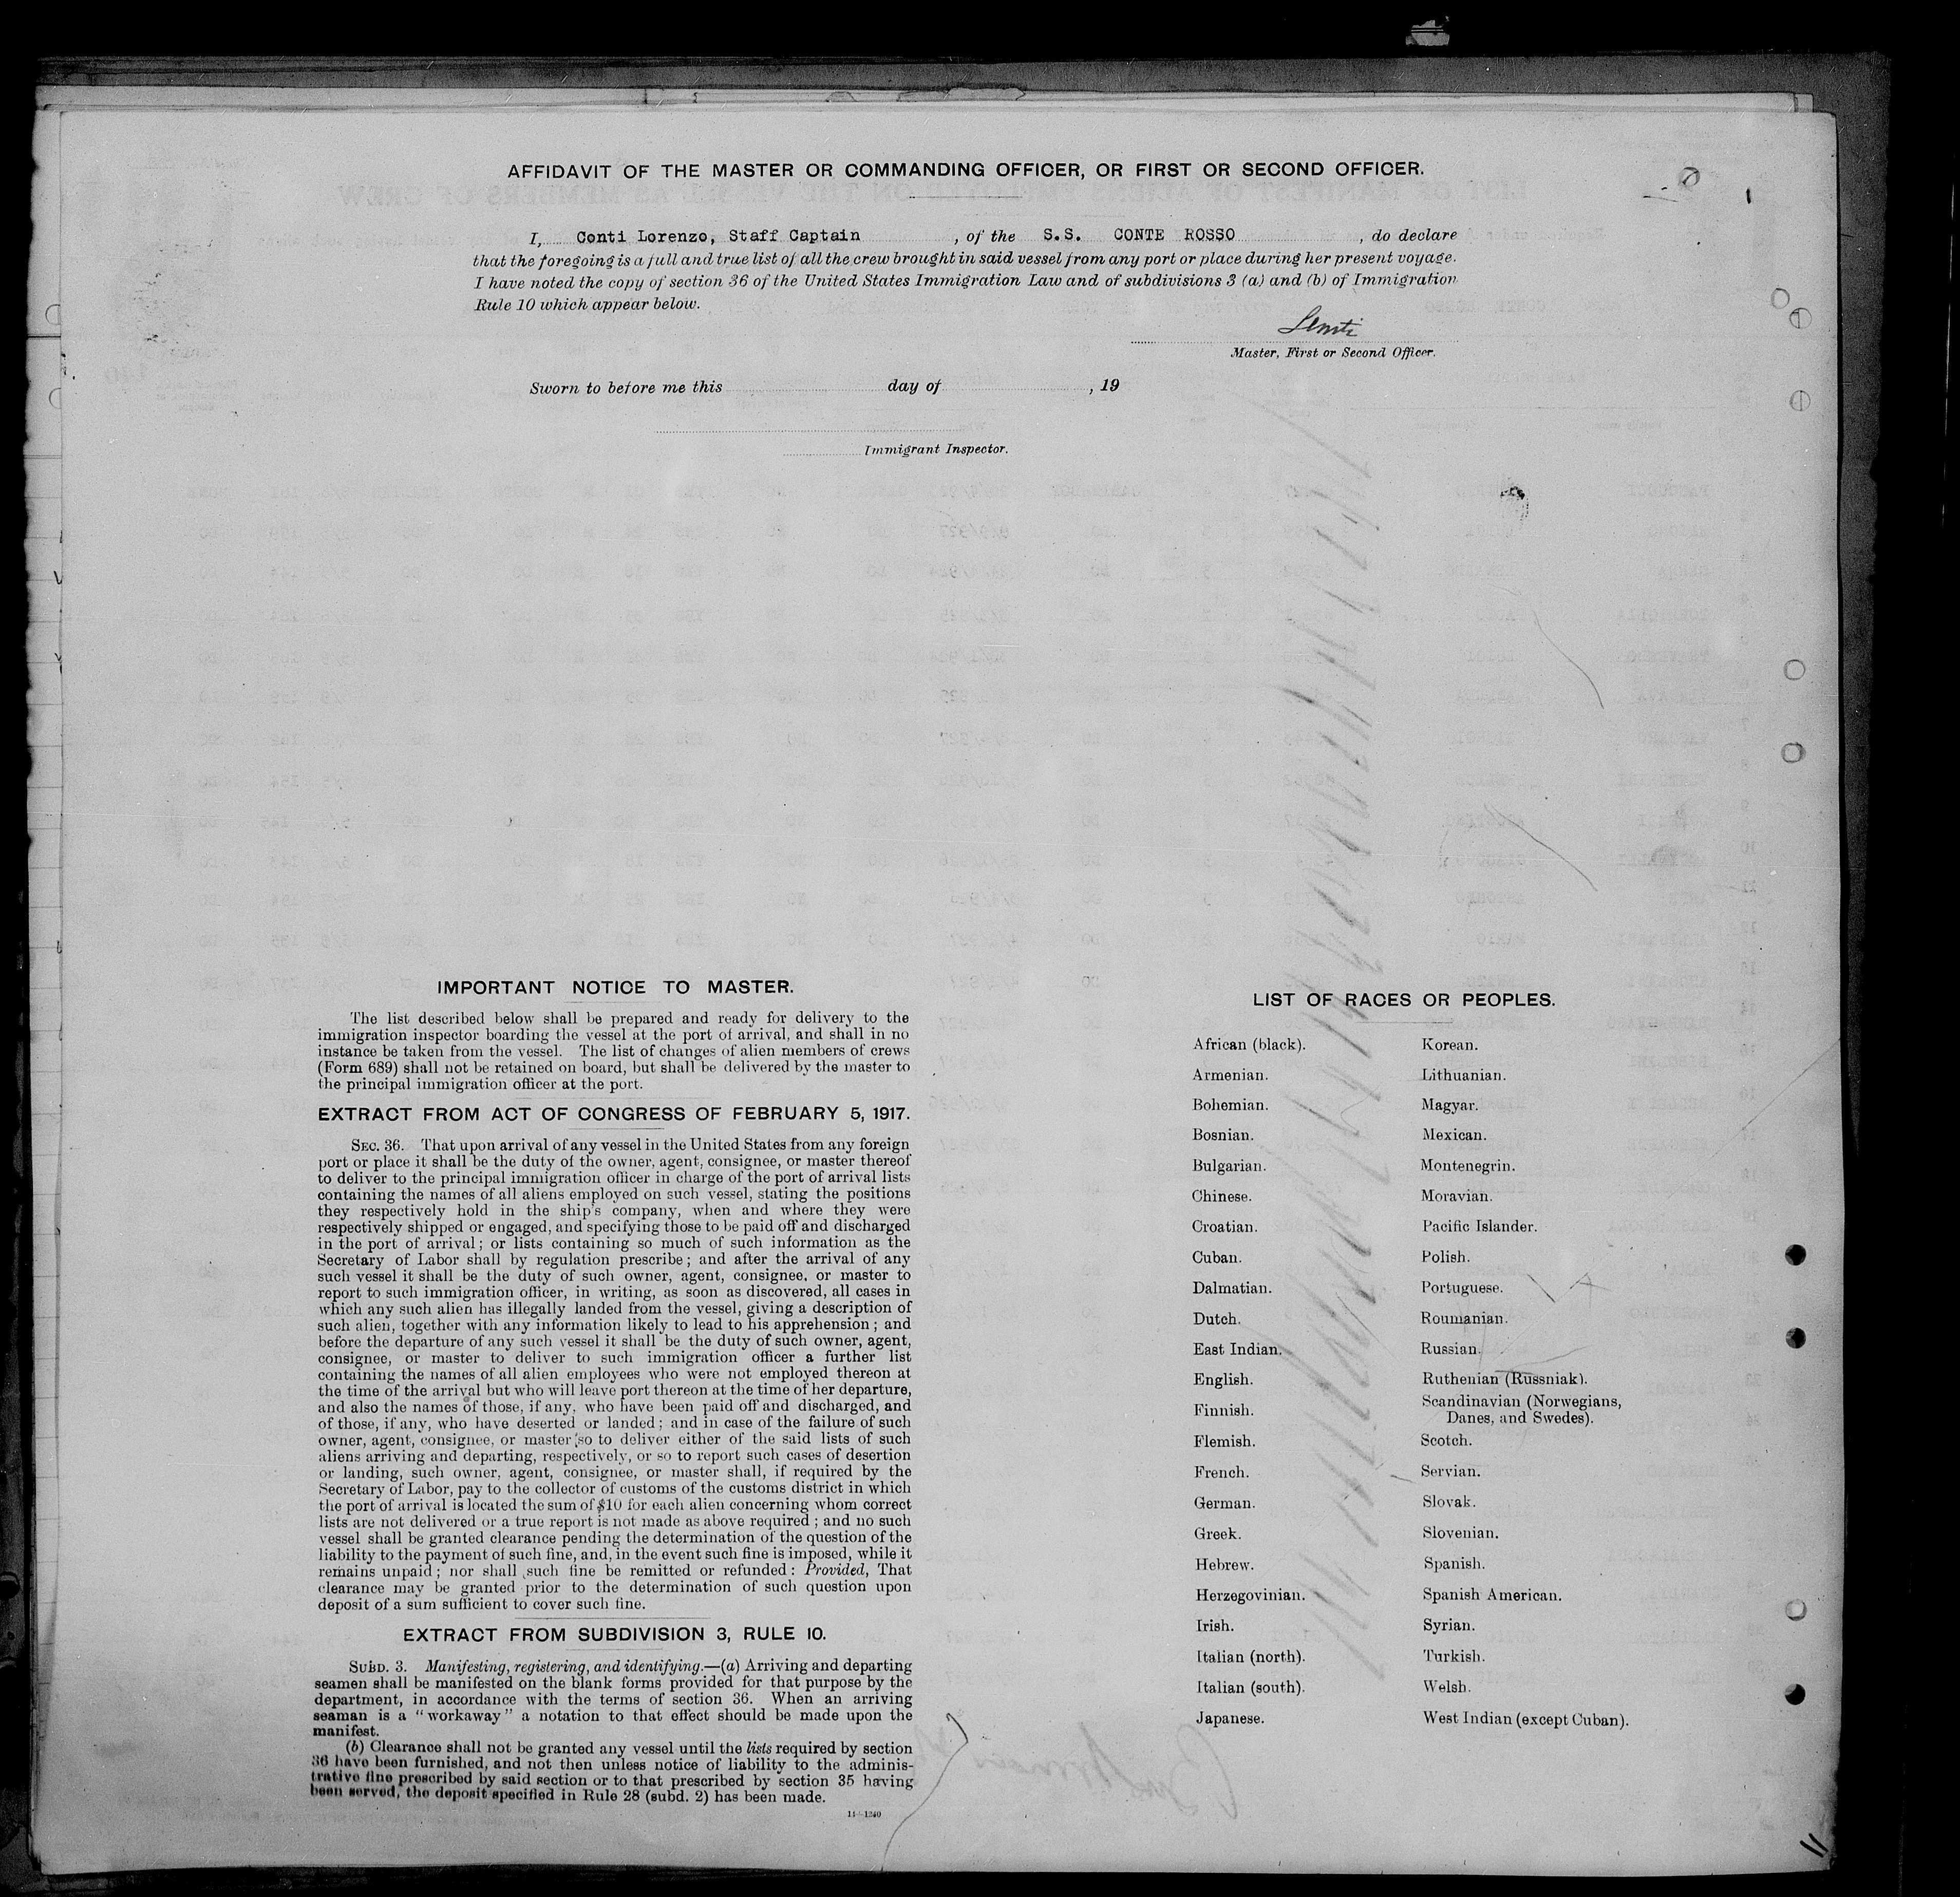 AFFIDAVIT OF THE MASTER OR COMMANDING OFFICER, OR FIRST OR SECOND OFFICER.
I, Conti Lorenzo, Staff Captain , of the S.S. CONTE ROSSO , do declare
that the foregoing is a full and true list of all the crew brought in said vessel from any port or place during her present voyage.
I have noted the copy of section 36 of the United States Immigration Law and of subdivisions 3 (a) and (b) of Immigration
Rule 10 which appear below.
Master, First or Second Officer.
Sworn to before me this day of , 19
Immigrant Inspector.
IMPORTANT NOTICE TO MASTER.
The list described below shall be prepared and ready for delivery to the
immigration inspector boarding the vessel at the port of arrival, and shall in no
instance be taken from the vessel. The list of changes of alien members of crews
(Form 689) shall not be retained on board, but shall be delivered by the master to
the principal immigration officer at the port.
EXTRACT FROM ACT OF CONGRESS OF FEBRUARY 5, 1917.
SEC. 36. That upon arrival of any vessel in the United States from any foreign
port or place it shall be the duty of the owner, agent, consignee, or master thereof
to deliver to the principal immigration officer in charge of the port of arrival lists
containing the names of all aliens employed on such vessel, stating the positions
they respectively hold in the ship's company, when and where they were
respectively shipped or engaged, and specifying those to be paid off and discharged
in the port of arrival; or lists containing so much of such information as the
Secretary of Labor shall by regulation prescribe; and after the arrival of any
such vessel it shall be the duty of such owner, agent, consignee, or master to
report to such immigration officer, in writing, as soon as discovered, all cases in
which any such alien has illegally landed from the vessel, giving a description of
such alien, together with any information likely to lead to his apprehension; and
before the departure of any such vessel it shall be the duty of such owner, agent,
consignee, or master to deliver to such immigration officer a further list
containing the names of all alien employees who were not employed thereon at
the time of the arrival but who will leave port thereon at the time of her departure,
and also the names of those, if any, who have been paid off and discharged, and
of those, if any, who have deserted or landed; and in case of the failure of such
owner, agent, consignee, or master so to deliver either of the said lists of such
aliens arriving and departing, respectively, or so to report such cases of desertion
or landing, such owner, agent, consignee, or master shall, if required by the
Secretary of Labor, pay to the collector of customs of the customs district in which
the port of arrival is located the sum of $10 for each alien concerning whom correct
lists are not delivered or a true report is not made as above required; and no such
vessel shall be granted clearance pending the determination of the question of the
liability to the payment of such fine, and, in the event such fine is imposed, while it
remains unpaid; nor shall such fine be remitted or refunded: Provided, That
clearance may be granted prior to the determination of such question upon
deposit of a sum sufficient to cover such fine.
EXTRACT FROM SUBDIVISION 3, RULE 10.
SUBD. 3. Manifesting, registering, and identifying.—(a) Arriving and departing
seamen shall be manifested on the blank forms provided for that purpose by the
department, in accordance with the terms of section 36. When an arriving
seaman is a "workaway" a notation to that effect should be made upon the
manifest.
(b) Clearance shall not be granted any vessel until the lists required by section
36 have been furnished, and not then unless notice of liability to the adminis-
trative fine prescribed by said section or to that prescribed by section 35 having
been served, the deposit specified in Rule 28 (subd. 2) has been made.
LIST OF RACES OR PEOPLES.
African (black).
Armenian.
Bohemian.
Bosnian.
Bulgarian.
Chinese.
Croatian.
Cuban.
Dalmatian.
Dutch.
East Indian.
English.
Finnish.
Flemish.
French.
German.
Greek.
Hebrew.
Herzegovinian.
Irish.
Italian (north).
Italian (south).
Japanese.
Korean.
Lithuanian.
Magyar.
Mexican.
Montenegrin.
Moravian.
Pacific Islander.
Polish.
Portuguese.
Roumanian.
Russian.
Ruthenian (Russniak).
Scandinavian (Norwegians,
Danes, and Swedes).
Scotch.
Servian.
Slovak.
Slovenian.
Spanish.
Spanish American.
Syrian.
Turkish.
Welsh.
West Indian (except Cuban).